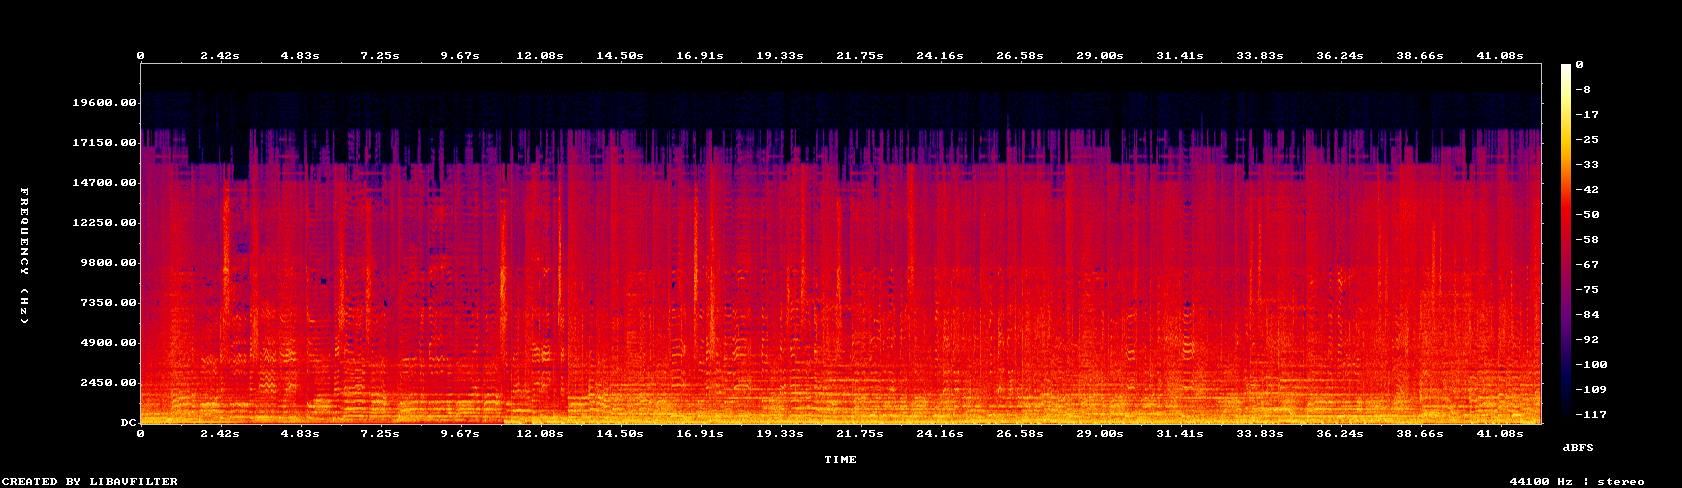 0 2.42s 4.83s 7.25s 9.67s 12.08s 14.50s 16.91s 19.33s 21.75s 24.16s 26.58s 29.00s 31.41s 33.83s 36.24s 38.66s 41.08s
19600.00
17150.00
14700.00
12250.00
9800.00
7350.00
4900.00
2450.00
DC
FREQUENCY (Hz)
0
-8
-17
-25
-33
-42
-50
-58
-67
-75
-84
-92
-100
-109
-117
dBFS
0 2.42s 4.83s 7.25s 9.67s 12.08s 14.50s 16.91s 19.33s 21.75s 24.16s 26.58s 29.00s 31.41s 33.83s 36.24s 38.66s 41.08s
TIME
CREATED BY LIBAVFILTER
44100 Hz | stereo